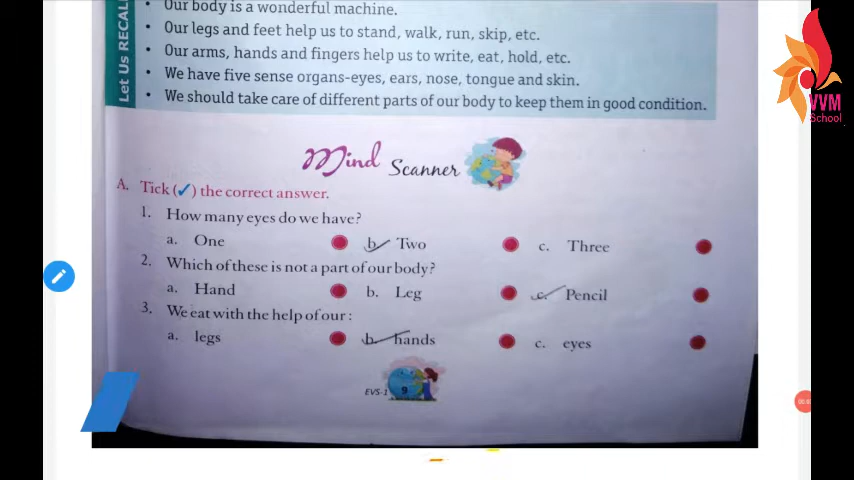 Let Us RECAL
• Our body is a wonderful machine.
• Our legs and feet help us to stand, walk, run, skip, etc.
• Our arms, hands and fingers help us to write, eat, hold, etc.
• We have five sense organs-eyes, ears, nose, tongue and skin.
• We should take care of different parts of our body to keep them in good condition.
VVM
School
Mind Scanner
A. Tick (✓) the correct answer.
1. How many eyes do we have?
a. One b. Two c. Three
2. Which of these is not a part of our body?
a. Hand b. Leg c. Pencil
3. We eat with the help of our :
a. legs b. hands c. eyes
EVS-1 9